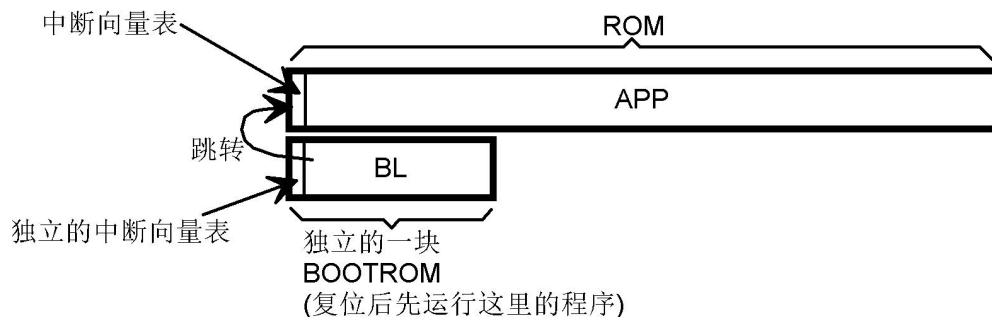 中断向量表
ROM
APP
跳转
BL
独立的中断向量表
独立的一块
BOOTROM
(复位后先运行这里的程序)